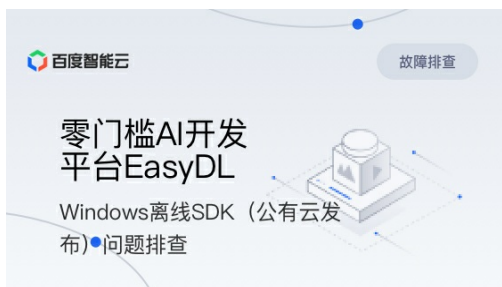 百度智能云
故障排查
零门槛AI开发
平台EasyDL
Windows离线SDK（公有云发
布）问题排查